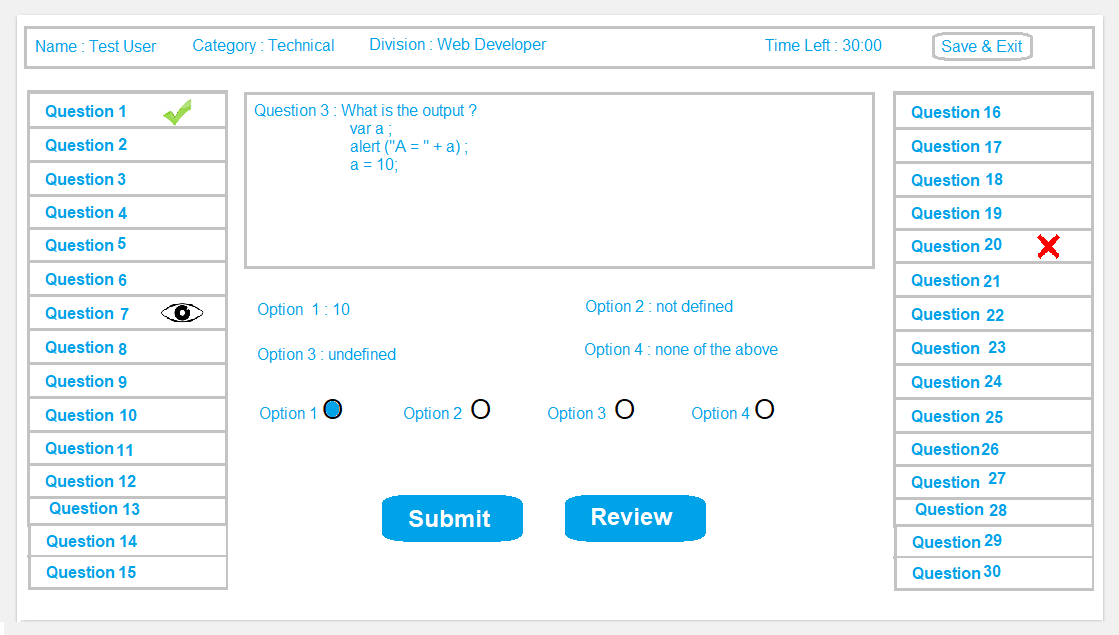 Name : Test User Category : Technical Division : Web Developer Time Left : 30:00 Save & Exit
Question 1
Question 2
Question 3
Question 4
Question 5
Question 6
Question 7
Question 8
Question 9
Question 10
Question 11
Question 12
Question 13
Question 14
Question 15
Question 3 : What is the output ?
var a ;
alert ("A = " + a) ;
a = 10;
Option 1 : 10 Option 2 : not defined
Option 3 : undefined Option 4 : none of the above
Option 1 Option 2 Option 3 Option 4
Submit Review
Question 16
Question 17
Question 18
Question 19
Question 20
Question 21
Question 22
Question 23
Question 24
Question 25
Question26
Question 27
Question 28
Question 29
Question 30